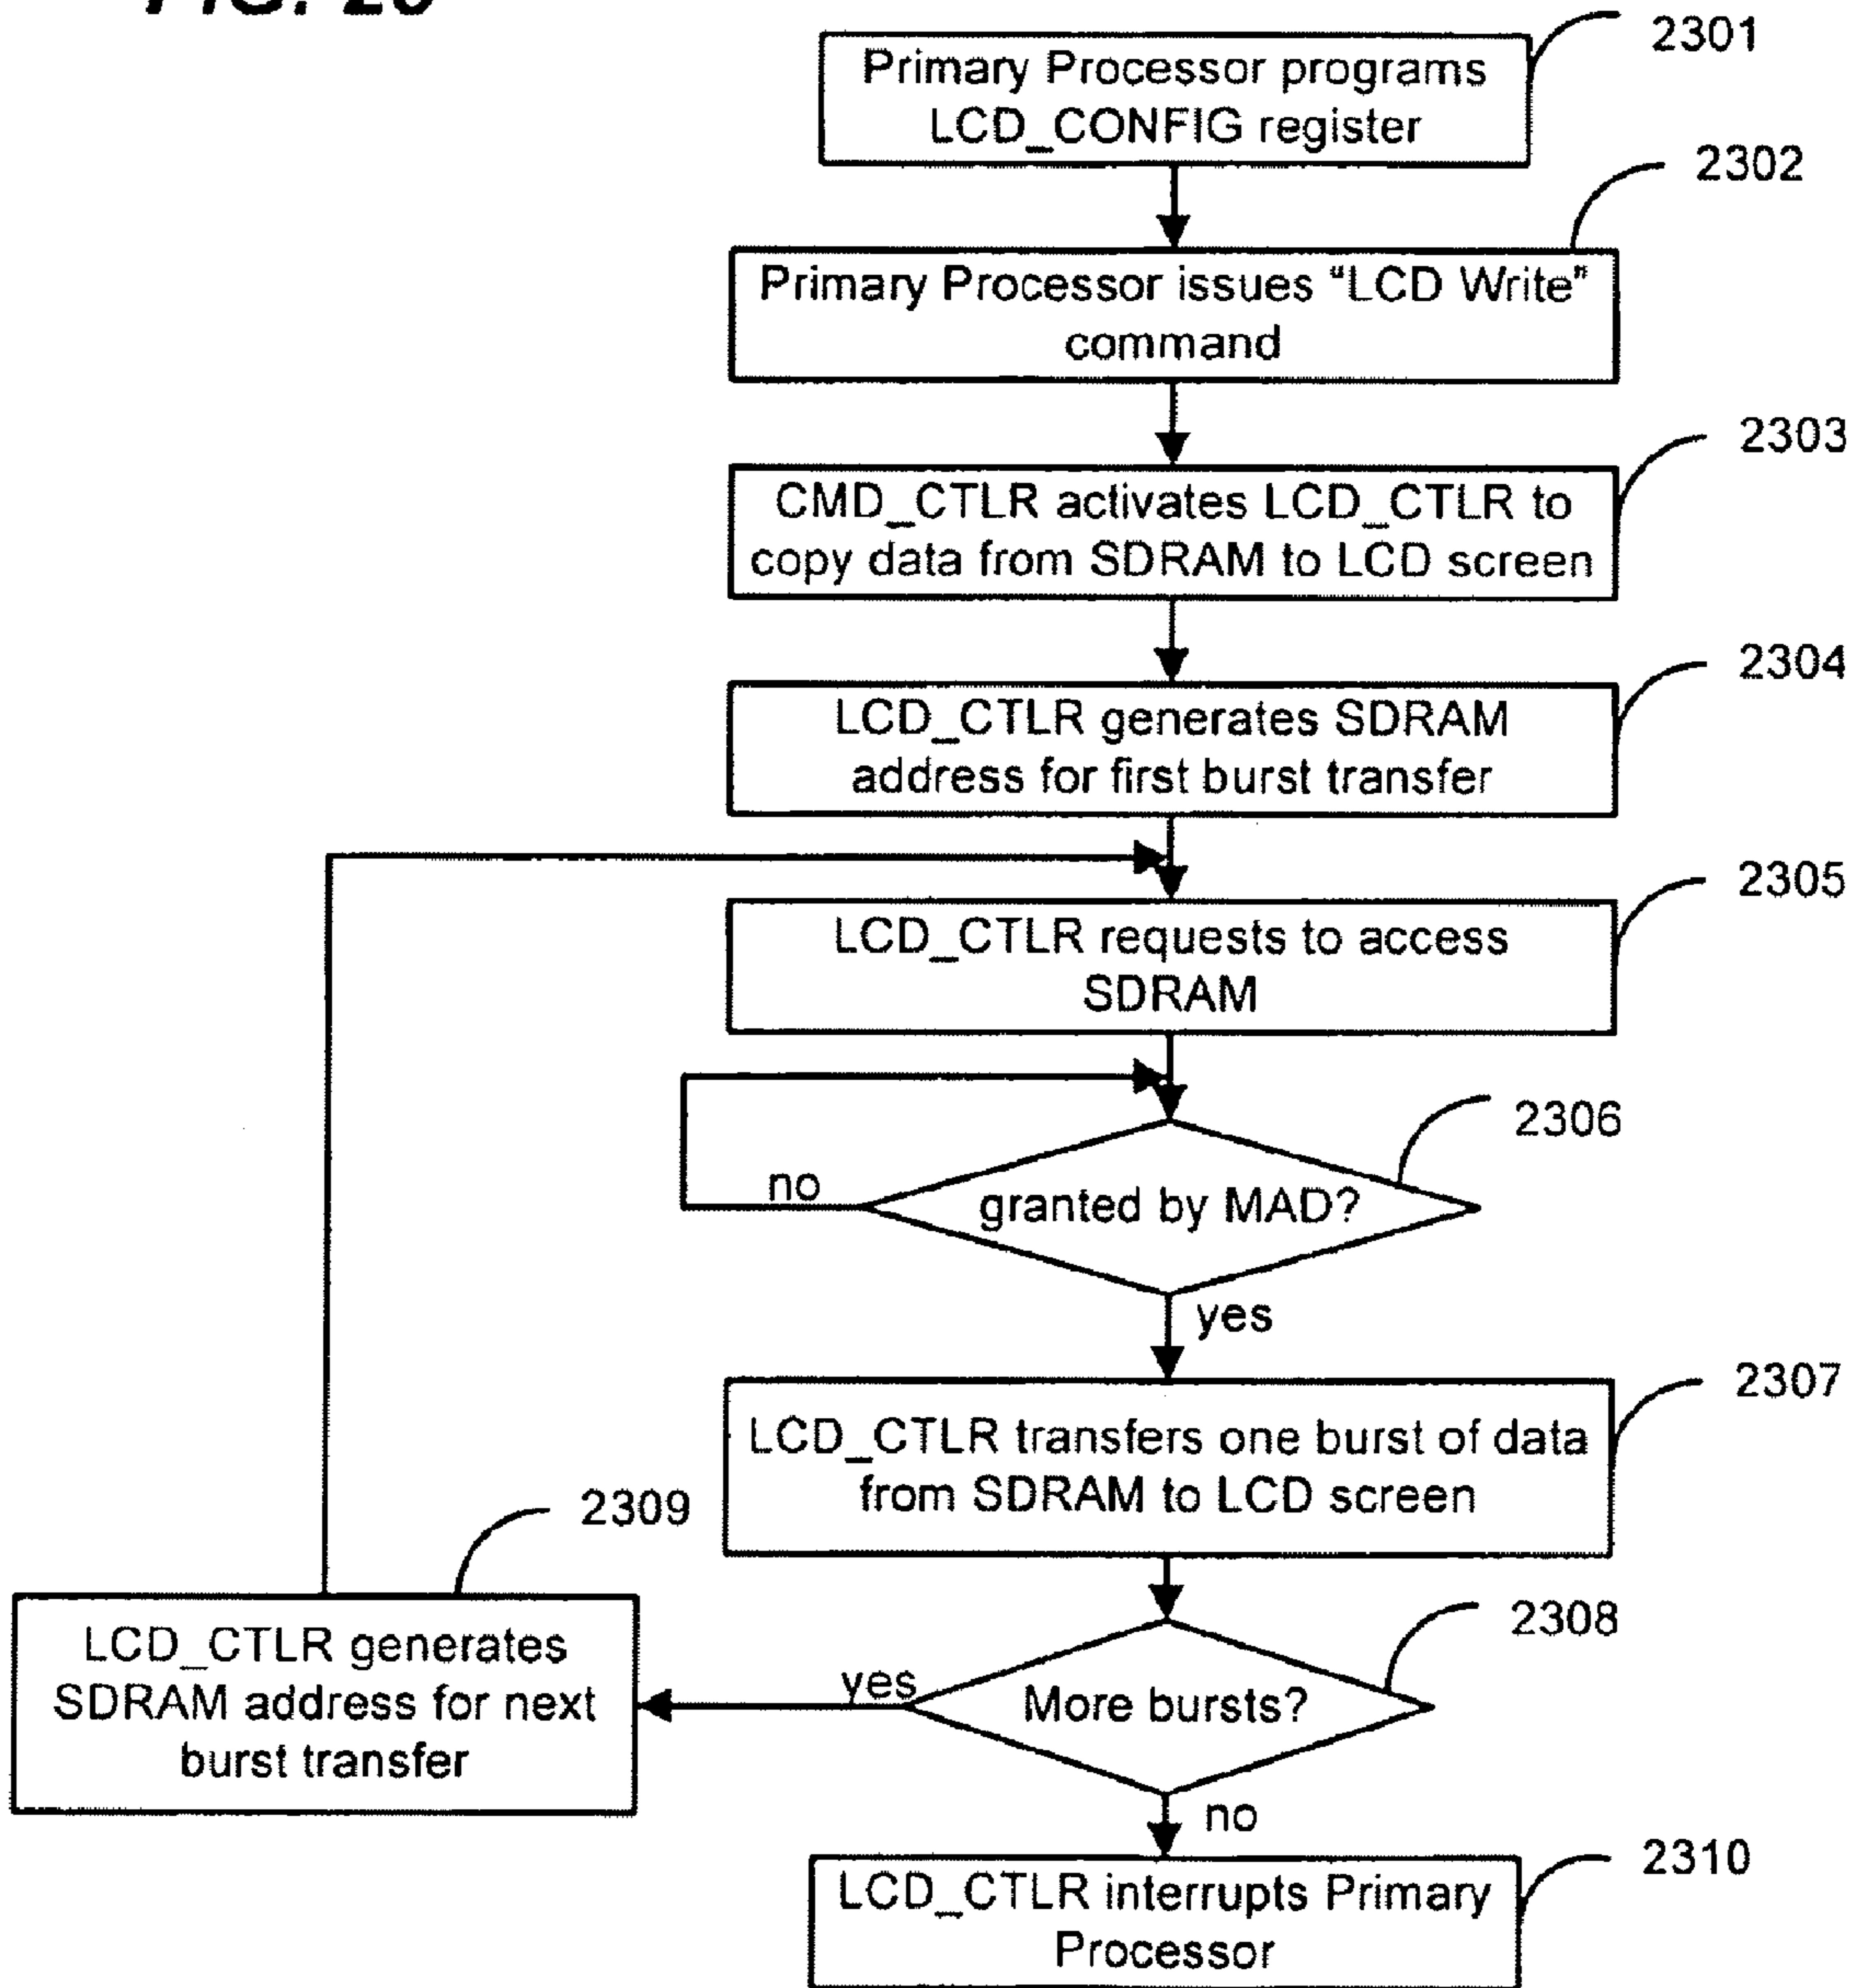 2301
Primary Processor programs
LCD_CONFIG register
2302
Primary Processor issues "LCD Write"
command
2303
CMD_CTLR activates LCD_CTLR to
copy data from SDRAM to LCD screen
2304
LCD_CTLR generates SDRAM
address for first burst transfer
2305
LCD_CTLR requests to access
SDRAM
2306
no
granted by MAD?
yes
2307
LCD_CTLR transfers one burst of data
from SDRAM to LCD screen
2309
LCD_CTLR generates
SDRAM address for next
burst transfer
2308
yes
More bursts?
no
2310
LCD_CTLR interrupts Primary
Processor